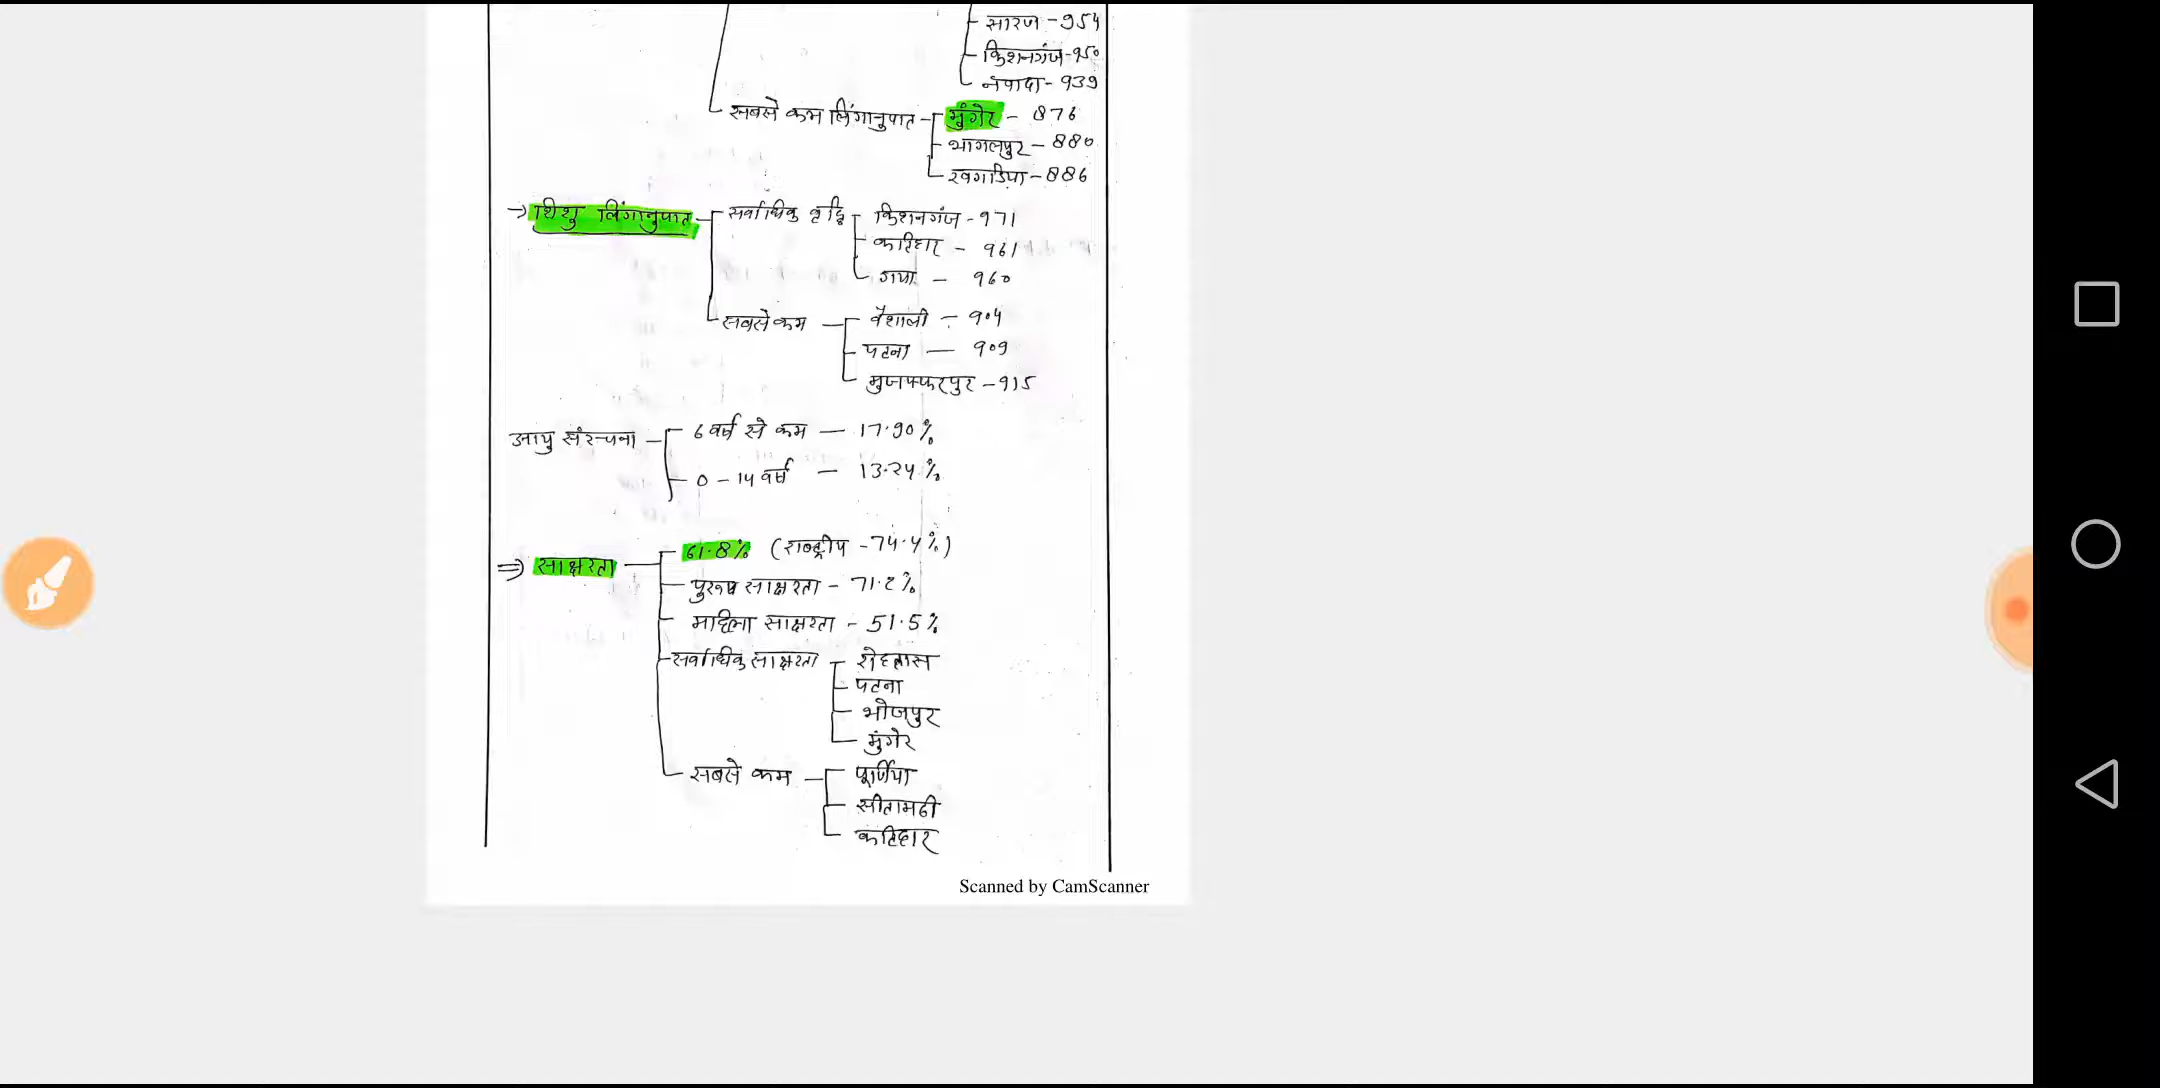 सारण - 954
किशनगंज - 950
नवादा - 939
सबसे कम लिंगानुपात - मुंगेर - 876
भागलपुर - 880
खगड़िया - 886
→ शिशु लिंगानुपात - सर्वाधिक वृद्धि - किशनगंज - 971
कटिहार - 961
गया - 960
सबसे कम - वैशाली - 904
पटना - 909
मुजफ्फरपुर - 915
आयु संरचना - 6 वर्ष से कम - 17.90%
0 - 14 वर्ष - 13.24%
⇒ साक्षरता - 61.8% (राष्ट्रीय - 74.4%)
पुरुष साक्षरता - 71.2%
महिला साक्षरता - 51.5%
सर्वाधिक साक्षरता - रोहतास
पटना
भोजपुर
मुंगेर
सबसे कम - पूर्णिया
सीतामढ़ी
कटिहार
Scanned by CamScanner